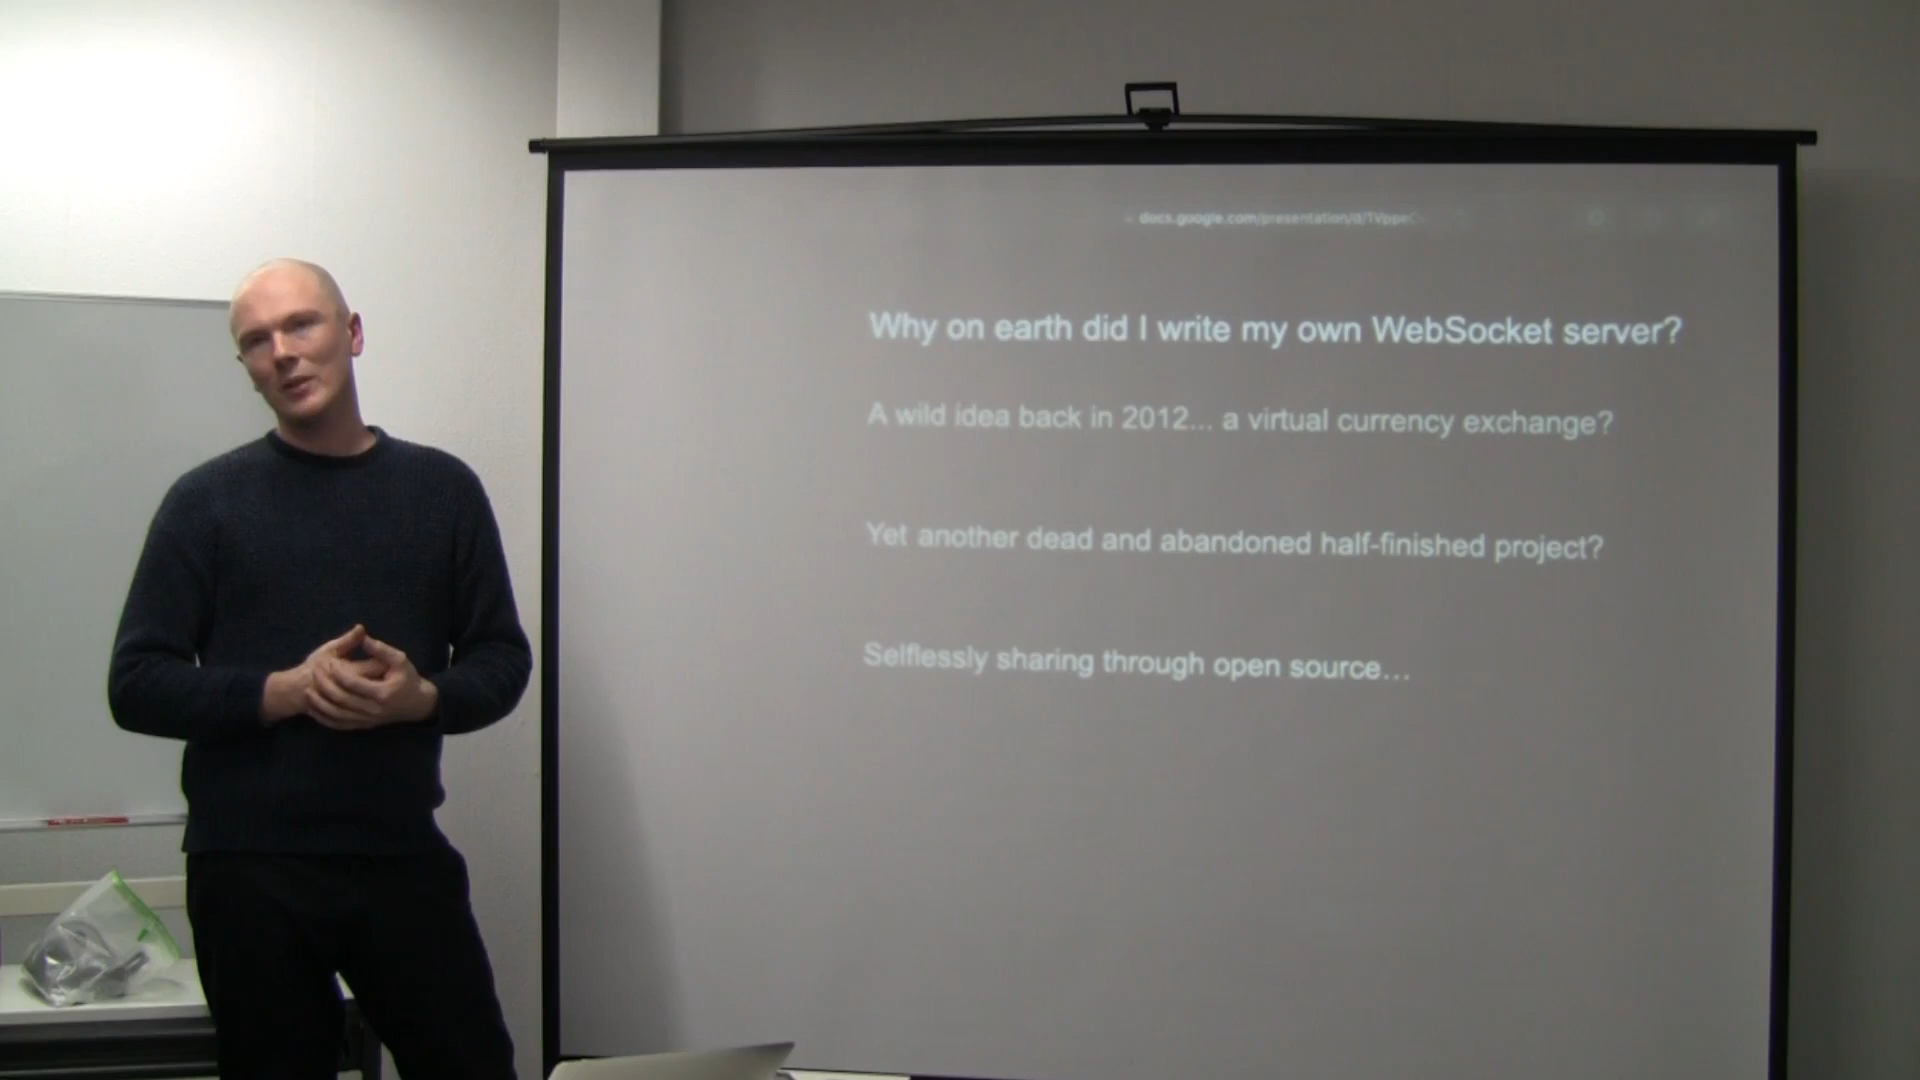 docs.google.com/presentation/d/1Vppe
Why on earth did I write my own WebSocket server?
A wild idea back in 2012... a virtual currency exchange?
Yet another dead and abandoned half-finished project?
Selflessly sharing through open source...